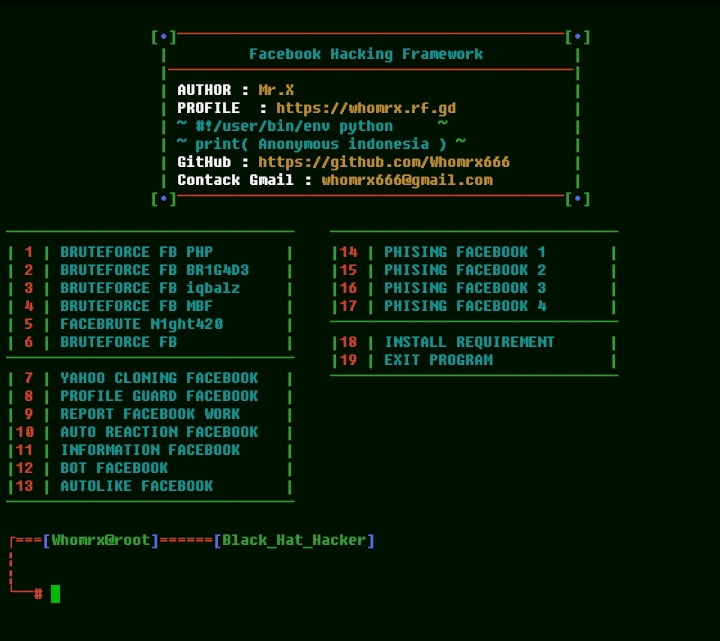 [•]─────────────────────[•]
| Facebook Hacking Framework |
AUTHOR : Mr.X
PROFILE : https://whomrx.rf.gd
~ #!/user/bin/env python ~
~ print( Anonymous indonesia ) ~
GitHub : https://github.com/Whomrx666
Contack Gmail : whomrx666@gmail.com
[•]─────────────────────[•]
| 1 | BRUTEFORCE FB PHP |
| 2 | BRUTEFORCE FB BR1G4D3 |
| 3 | BRUTEFORCE FB iqbalz |
| 4 | BRUTEFORCE FB MBF |
| 5 | FACEBRUTE N1ght420 |
| 6 | BRUTEFORCE FB |
| 7 | YAHOO CLONING FACEBOOK |
| 8 | PROFILE GUARD FACEBOOK |
| 9 | REPORT FACEBOOK WORK |
|10 | AUTO REACTION FACEBOOK |
|11 | INFORMATION FACEBOOK |
|12 | BOT FACEBOOK |
|13 | AUTOLIKE FACEBOOK |
|14 | PHISING FACEBOOK 1 |
|15 | PHISING FACEBOOK 2 |
|16 | PHISING FACEBOOK 3 |
|17 | PHISING FACEBOOK 4 |
|18 | INSTALL REQUIREMENT |
|19 | EXIT PROGRAM |
┌===[Whomrx@root]======[Black_Hat_Hacker]
└──#